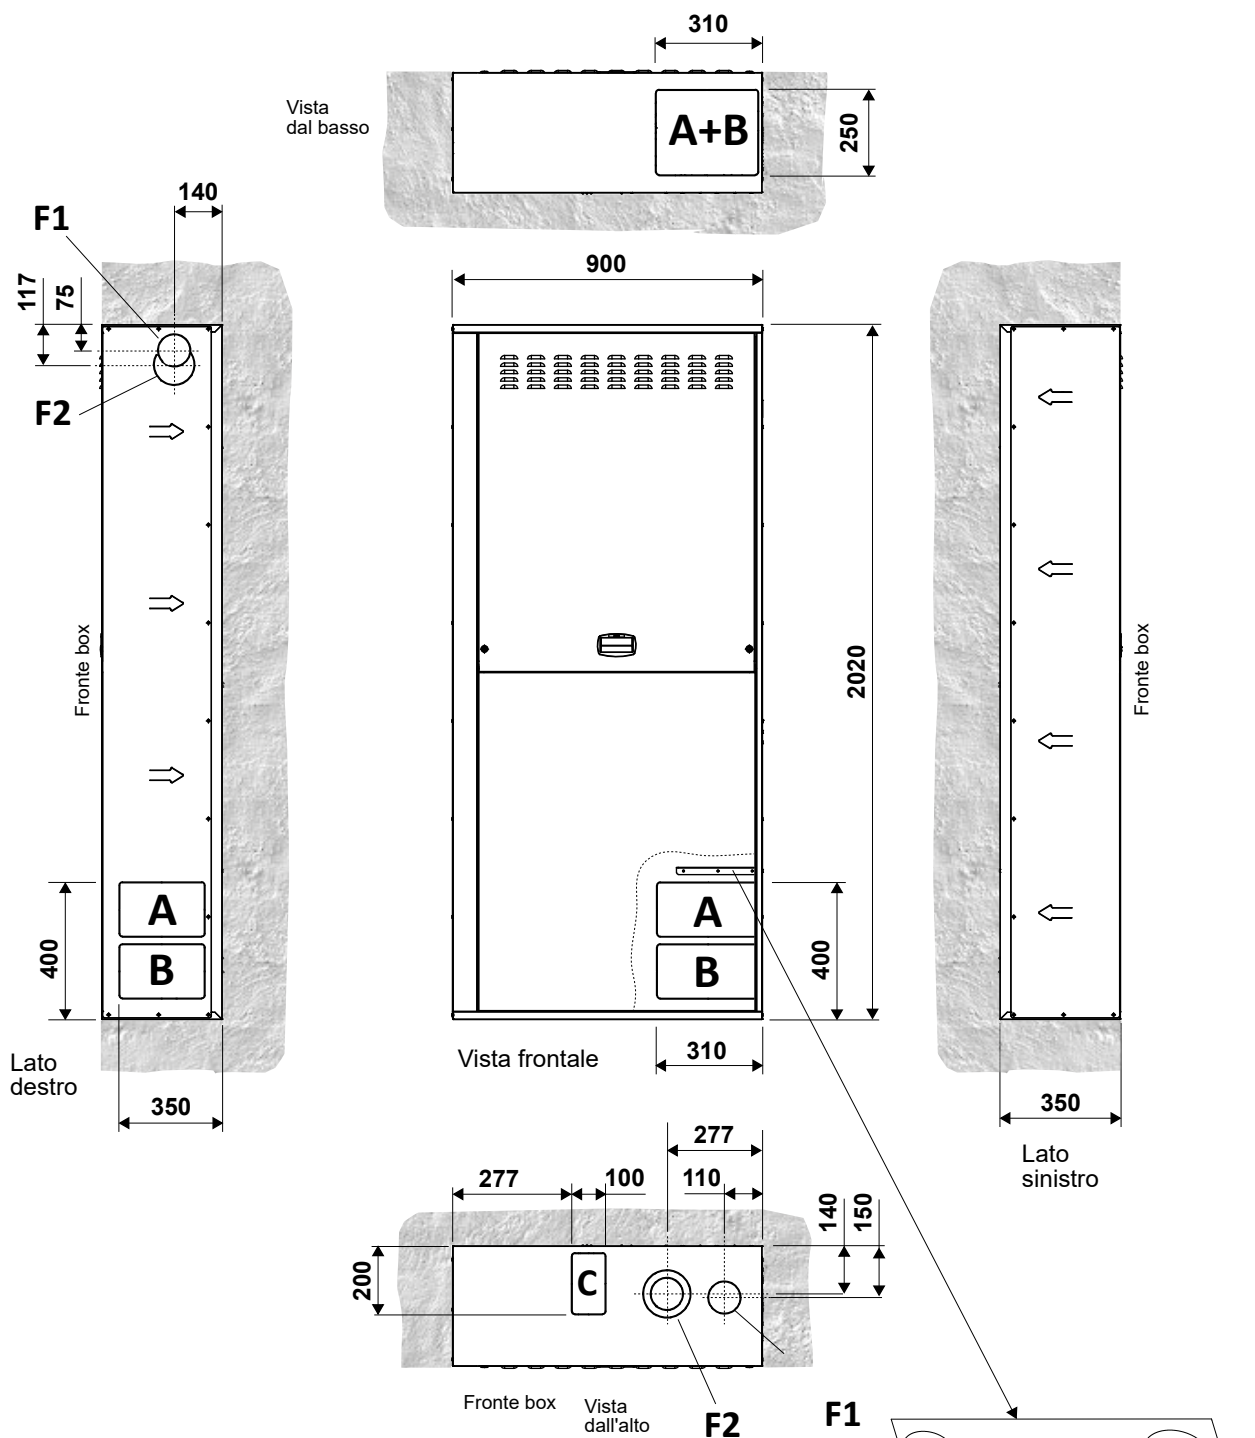 310
Vista
dal basso
A+B
250
140
F1
117
75
900
F2
Fronte box
2020
Fronte box
A
B
400
A
B
400
Lato
destro
350
Vista frontale
310
350
Lato
sinistro
277
277
100
110
140
150
200
C
Fronte box
Vista
dall'alto
F2
F1